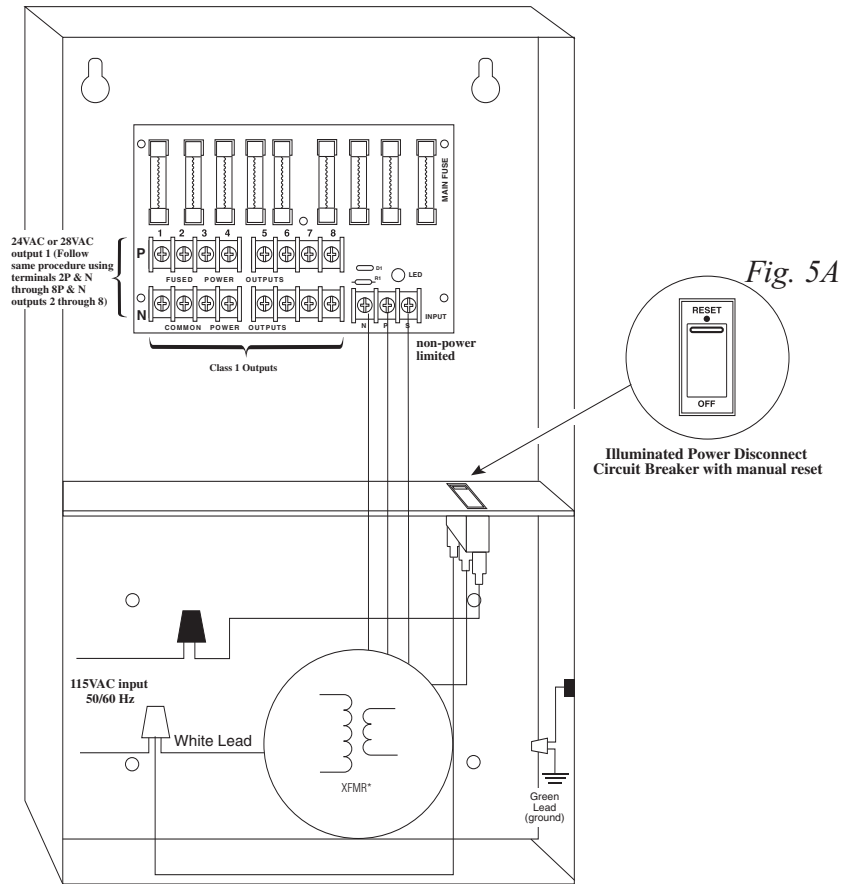 MAIN FUSE
24VAC or 28VAC
output 1 (Follow
same procedure using
terminals 2P & N
through 8P & N
outputs 2 through 8)
1 2 3 4 5 6 7 8
P
FUSED POWER OUTPUTS
D1
R1
LED
N
COMMON POWER OUTPUTS
N P S
INPUT
Class 1 Outputs
non-power
limited
Fig. 5A
RESET
OFF
Illuminated Power Disconnect
Circuit Breaker with manual reset
115VAC input
50/60 Hz
White Lead
XFMR*
Green
Lead
(ground)